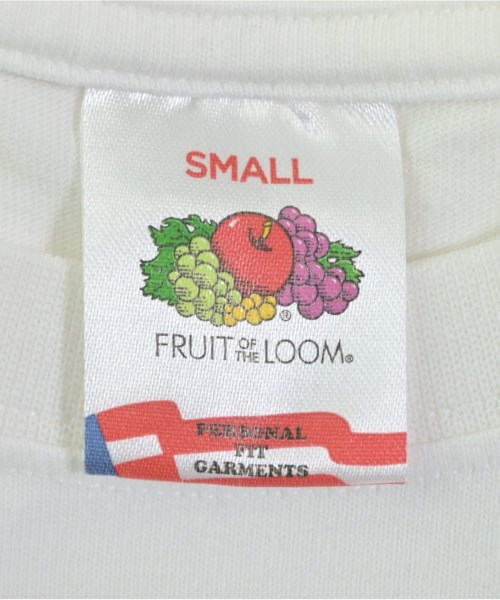 SMALL
®
FRUIT OF THE LOOM®
PERSONAL
FIT
GARMENTS